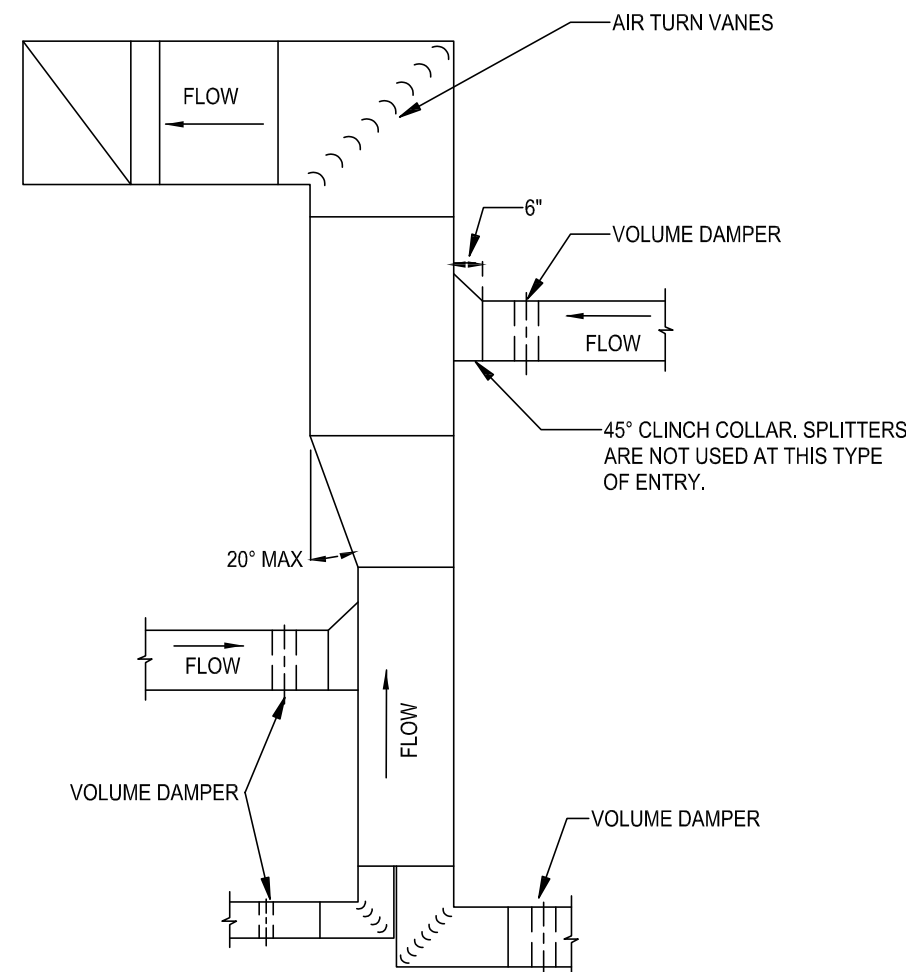 AIR TURN VANES
FLOW
6"
VOLUME DAMPER
FLOW
45° CLINCH COLLAR. SPLITTERS
ARE NOT USED AT THIS TYPE
OF ENTRY.
20° MAX
FLOW
FLOW
VOLUME DAMPER
VOLUME DAMPER